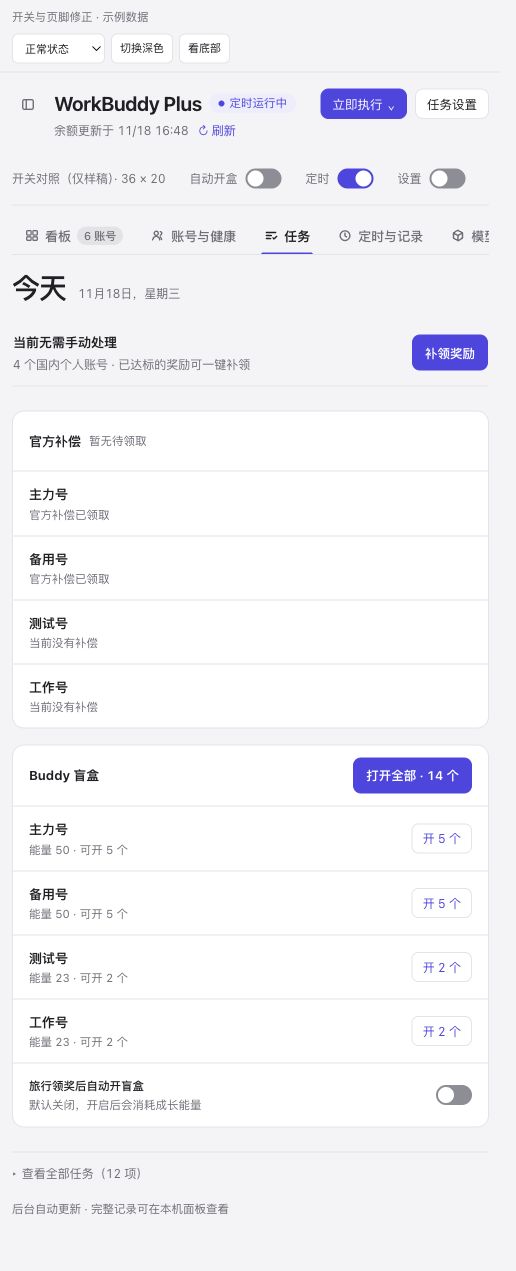 开关与页脚修正 · 示例数据
正常状态 切换深色 看底部
WorkBuddy Plus 定时运行中 立即执行 任务设置
余额更新于 11/18 16:48 刷新
开关对照（仅样稿）· 36 × 20 自动开盒 定时 设置
看板 6 账号 账号与健康 任务 定时与记录
今天 11月18日，星期三
当前无需手动处理
4 个国内个人账号 · 已达标的奖励可一键补领
补领奖励
官方补偿 暂无待领取
主力号
官方补偿已领取
备用号
官方补偿已领取
测试号
当前没有补偿
工作号
当前没有补偿
Buddy 盲盒 打开全部 · 14 个
主力号
能量 50 · 可开 5 个
开 5 个
备用号
能量 50 · 可开 5 个
开 5 个
测试号
能量 23 · 可开 2 个
开 2 个
工作号
能量 23 · 可开 2 个
开 2 个
旅行领奖后自动开盲盒
默认关闭，开启后会消耗成长能量
查看全部任务（12 项）
后台自动更新 · 完整记录可在本机面板查看